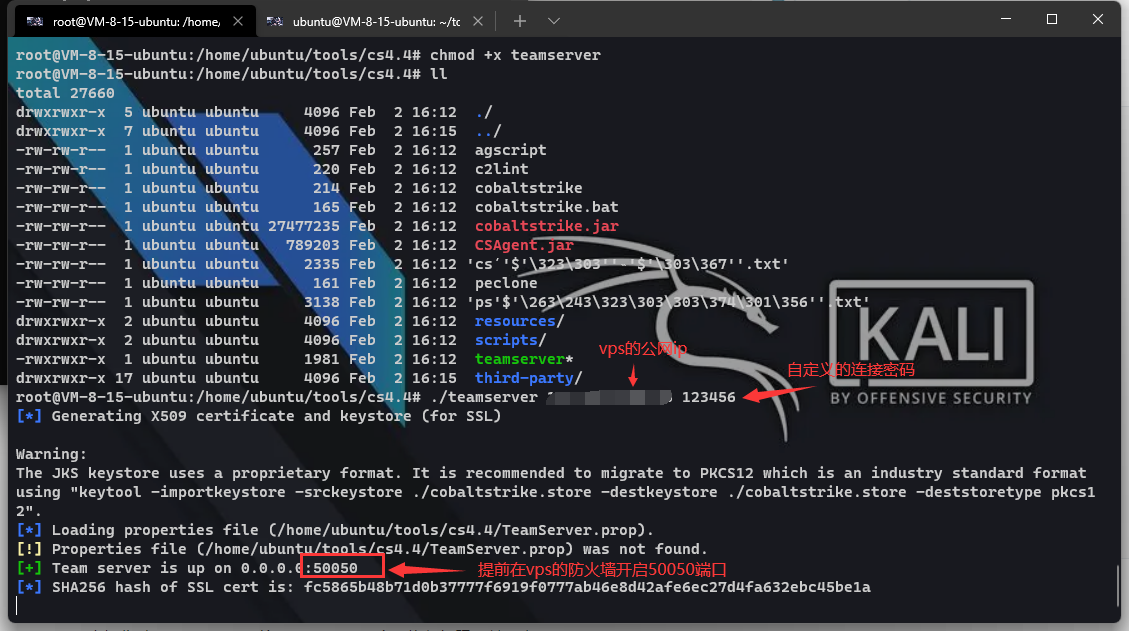 root@VM-8-15-ubuntu: /home,
ubuntu@VM-8-15-ubuntu: ~/to
root@VM-8-15-ubuntu:/home/ubuntu/tools/cs4.4# chmod +x teamserver
root@VM-8-15-ubuntu:/home/ubuntu/tools/cs4.4# ll
total 27660
drwxrwxr-x 5 ubuntu ubuntu 4096 Feb 2 16:12 ./
drwxrwxr-x 7 ubuntu ubuntu 4096 Feb 2 16:15 ../
-rw-rw-r-- 1 ubuntu ubuntu 257 Feb 2 16:12 agscript
-rw-rw-r-- 1 ubuntu ubuntu 220 Feb 2 16:12 c2lint
-rw-rw-r-- 1 ubuntu ubuntu 214 Feb 2 16:12 cobaltstrike
-rw-rw-r-- 1 ubuntu ubuntu 165 Feb 2 16:12 cobaltstrike.bat
-rw-rw-r-- 1 ubuntu ubuntu 27477235 Feb 2 16:12 cobaltstrike.jar
-rw-rw-r-- 1 ubuntu ubuntu 789203 Feb 2 16:12 CSAgent.jar
-rw-rw-r-- 1 ubuntu ubuntu 2335 Feb 2 16:12 'cs´'$'\323\303''·'$'\303\367''.txt'
-rw-rw-r-- 1 ubuntu ubuntu 161 Feb 2 16:12 peclone
-rw-rw-r-- 1 ubuntu ubuntu 3138 Feb 2 16:12 'ps'$'\263\243\323\303\303\374\301\356''.txt'
drwxrwxr-x 2 ubuntu ubuntu 4096 Feb 2 16:12 resources/
drwxrwxr-x 2 ubuntu ubuntu 4096 Feb 2 16:12 scripts/
-rwxrwxr-x 1 ubuntu ubuntu 1981 Feb 2 16:12 teamserver*
vps的公网ip
drwxrwxr-x 17 ubuntu ubuntu 4096 Feb 2 16:15 third-party/
自定义的连接密码
KALI
BY OFFENSIVE SECURITY
root@VM-8-15-ubuntu:/home/ubuntu/tools/cs4.4# ./teamserver 123456
[*] Generating X509 certificate and keystore (for SSL)
Warning:
The JKS keystore uses a proprietary format. It is recommended to migrate to PKCS12 which is an industry standard format
using "keytool -importkeystore -srckeystore ./cobaltstrike.store -destkeystore ./cobaltstrike.store -deststoretype pkcs1
2".
[*] Loading properties file (/home/ubuntu/tools/cs4.4/TeamServer.prop).
[!] Properties file (/home/ubuntu/tools/cs4.4/TeamServer.prop) was not found.
[+] Team server is up on 0.0.0.0:50050
提前在vps的防火墙开启50050端口
[*] SHA256 hash of SSL cert is: fc5865b48b71d0b37777f6919f0777ab46e8d42afe6ec27d4fa632ebc45be1a